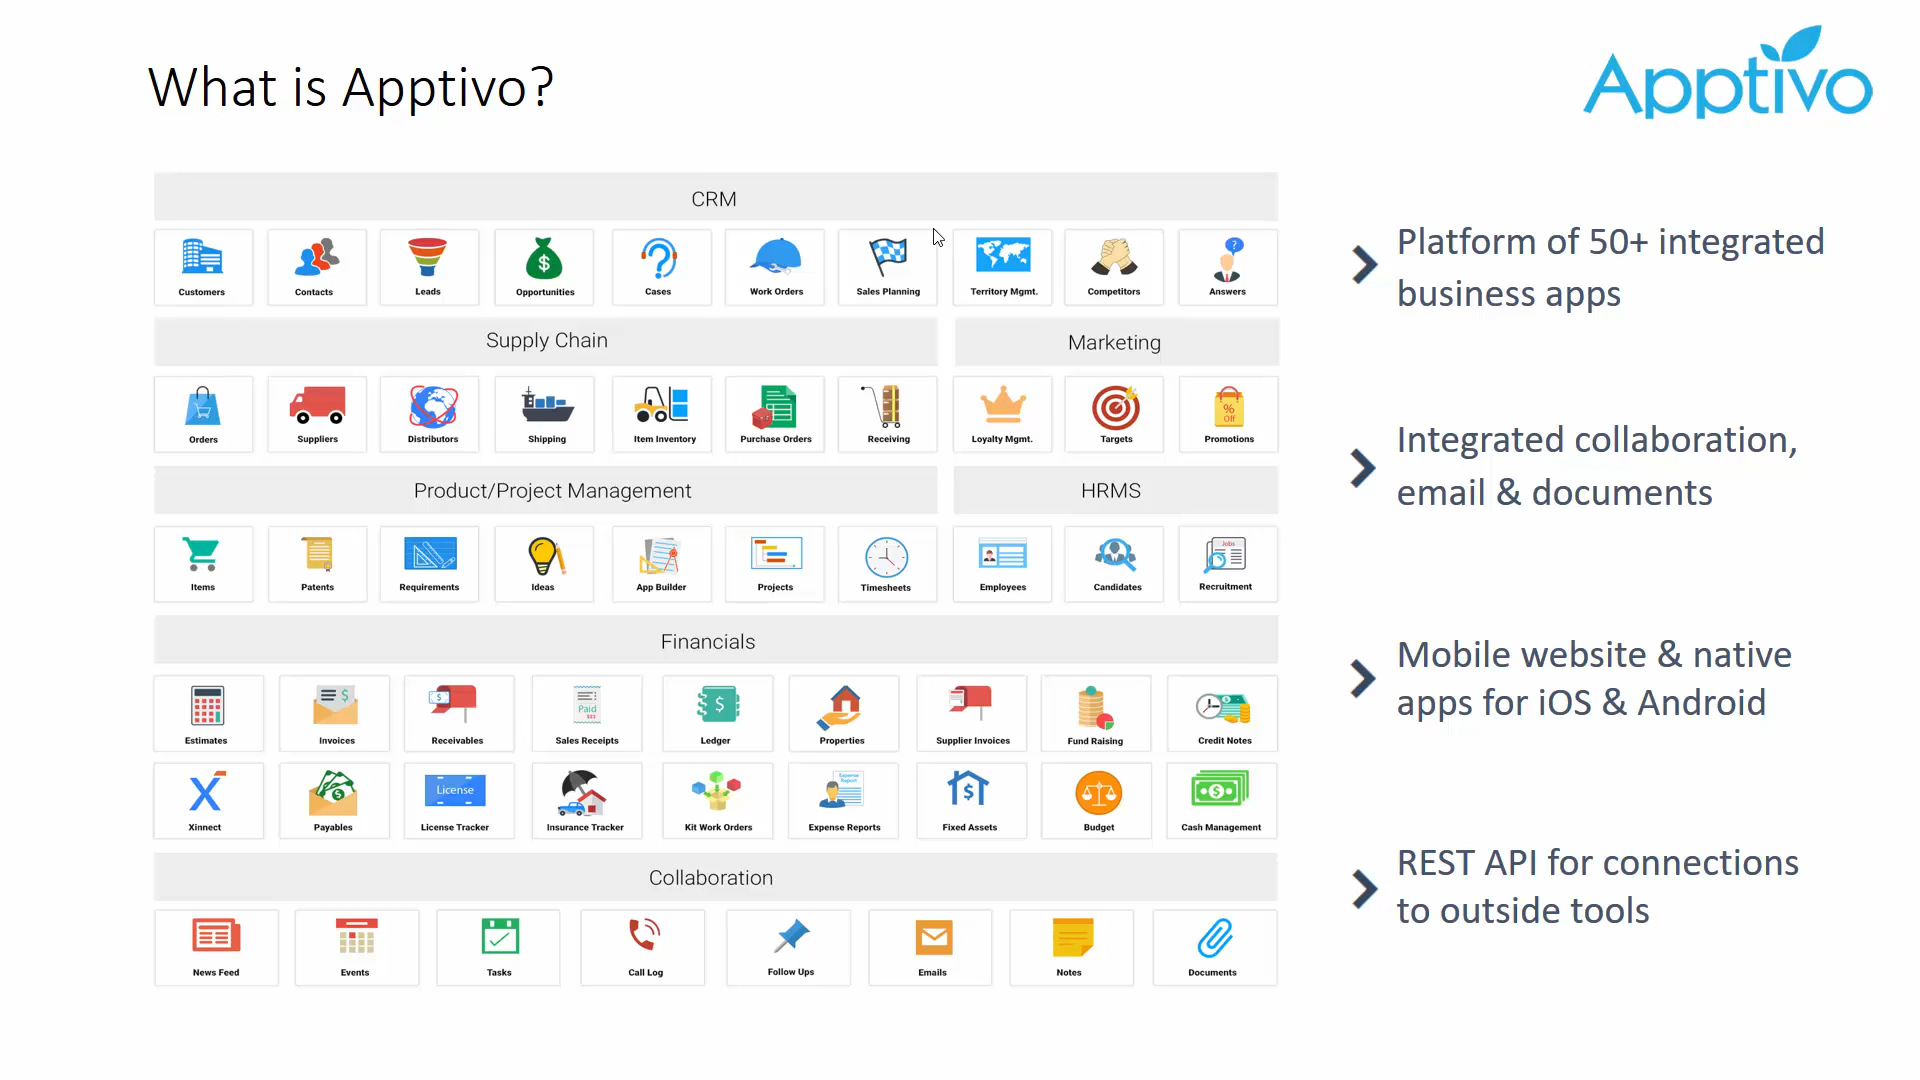 What is Apptivo?
Apptivo
CRM
Customers
Contacts
Leads
$
Opportunities
Cases
Work Orders
Sales Planning
Territory Mgmt.
Competitors
?
Answers
Supply Chain
Marketing
Orders
Suppliers
Distributors
Shipping
Item Inventory
Purchase Orders
Receiving
Loyalty Mgmt.
Targets
%
Off
Promotions
Product/Project Management
HRMS
Items
Patents
Requirements
Ideas
App Builder
Projects
Timesheets
Employees
Candidates
Jobs
Recruitment
Financials
Estimates
$
Invoices
$
Receivables
Paid
Sales Receipts
$
Ledger
Properties
Supplier Invoices
Fund Raising
Credit Notes
X
Xinnect
$
Payables
License
License Tracker
Insurance Tracker
Kit Work Orders
Expense
Report
Expense Reports
$
Fixed Assets
Budget
$
Cash Management
Collaboration
News Feed
Events
Tasks
Call Log
Follow Ups
Emails
Notes
Documents
Platform of 50+ integrated
business apps
Integrated collaboration,
email & documents
Mobile website & native
apps for iOS & Android
REST API for connections
to outside tools